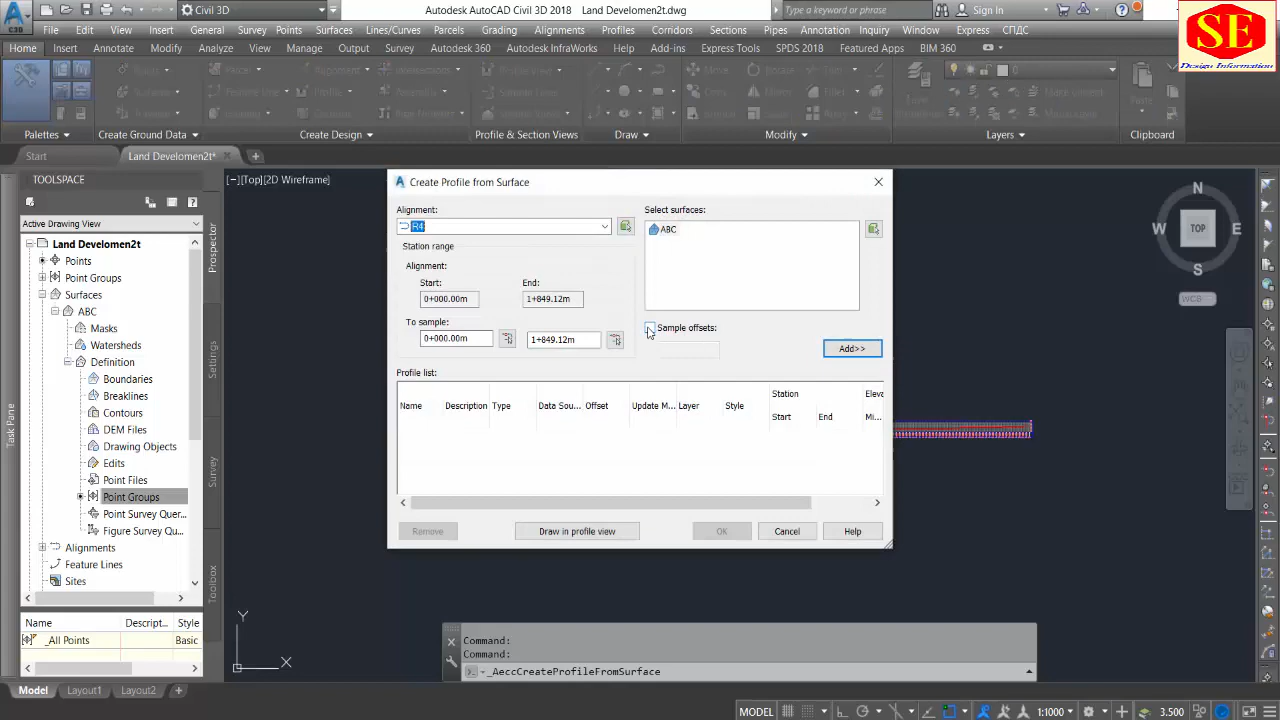 Civil 3D
Autodesk AutoCAD Civil 3D 2018 Land Developmen2t.dwg
Type a keyword or phrase
Sign In
SE
Design Information
File Edit View Insert General Survey Points Surfaces Lines/Curves Parcels Grading Alignments Profiles Corridors Sections Pipes Annotation Inquiry Window Express СПДС
Home Insert Annotate Modify Analyze View Manage Output Survey Autodesk 360 Autodesk InfraWorks Help Add-ins Express Tools SPDS 2018 Featured Apps BIM 360
Palettes Create Ground Data Create Design Profile & Section Views Draw Modify Layers Clipboard
Start Land Developmen2t*
TOOLSPACE
[−][Top][2D Wireframe]
Active Drawing View
Land Developmen2t
Points
Point Groups
Surfaces
ABC
Masks
Watersheds
Definition
Boundaries
Breaklines
Contours
DEM Files
Drawing Objects
Edits
Point Files
Point Groups
Point Survey Quer...
Figure Survey Qu...
Alignments
Feature Lines
Sites
Prospector
Settings
Survey
Toolbox
Task Pane
Name Descript... Style
_All Points Basic
Create Profile from Surface
Alignment:
R4
Station range
Alignment:
Start: End:
0+000.00m 1+849.12m
To sample:
0+000.00m 1+849.12m
Select surfaces:
ABC
Sample offsets:
Add>>
Profile list:
Name Description Type Data Sou... Offset Update M... Layer Style Station Eleva
Start End Mi...
Remove Draw in profile view OK Cancel Help
N
W TOP E
S
WCS
Y
X
Command:
Command:
_AeccCreateProfileFromSurface
Model Layout1 Layout2 +
MODEL 1:1000 3.500